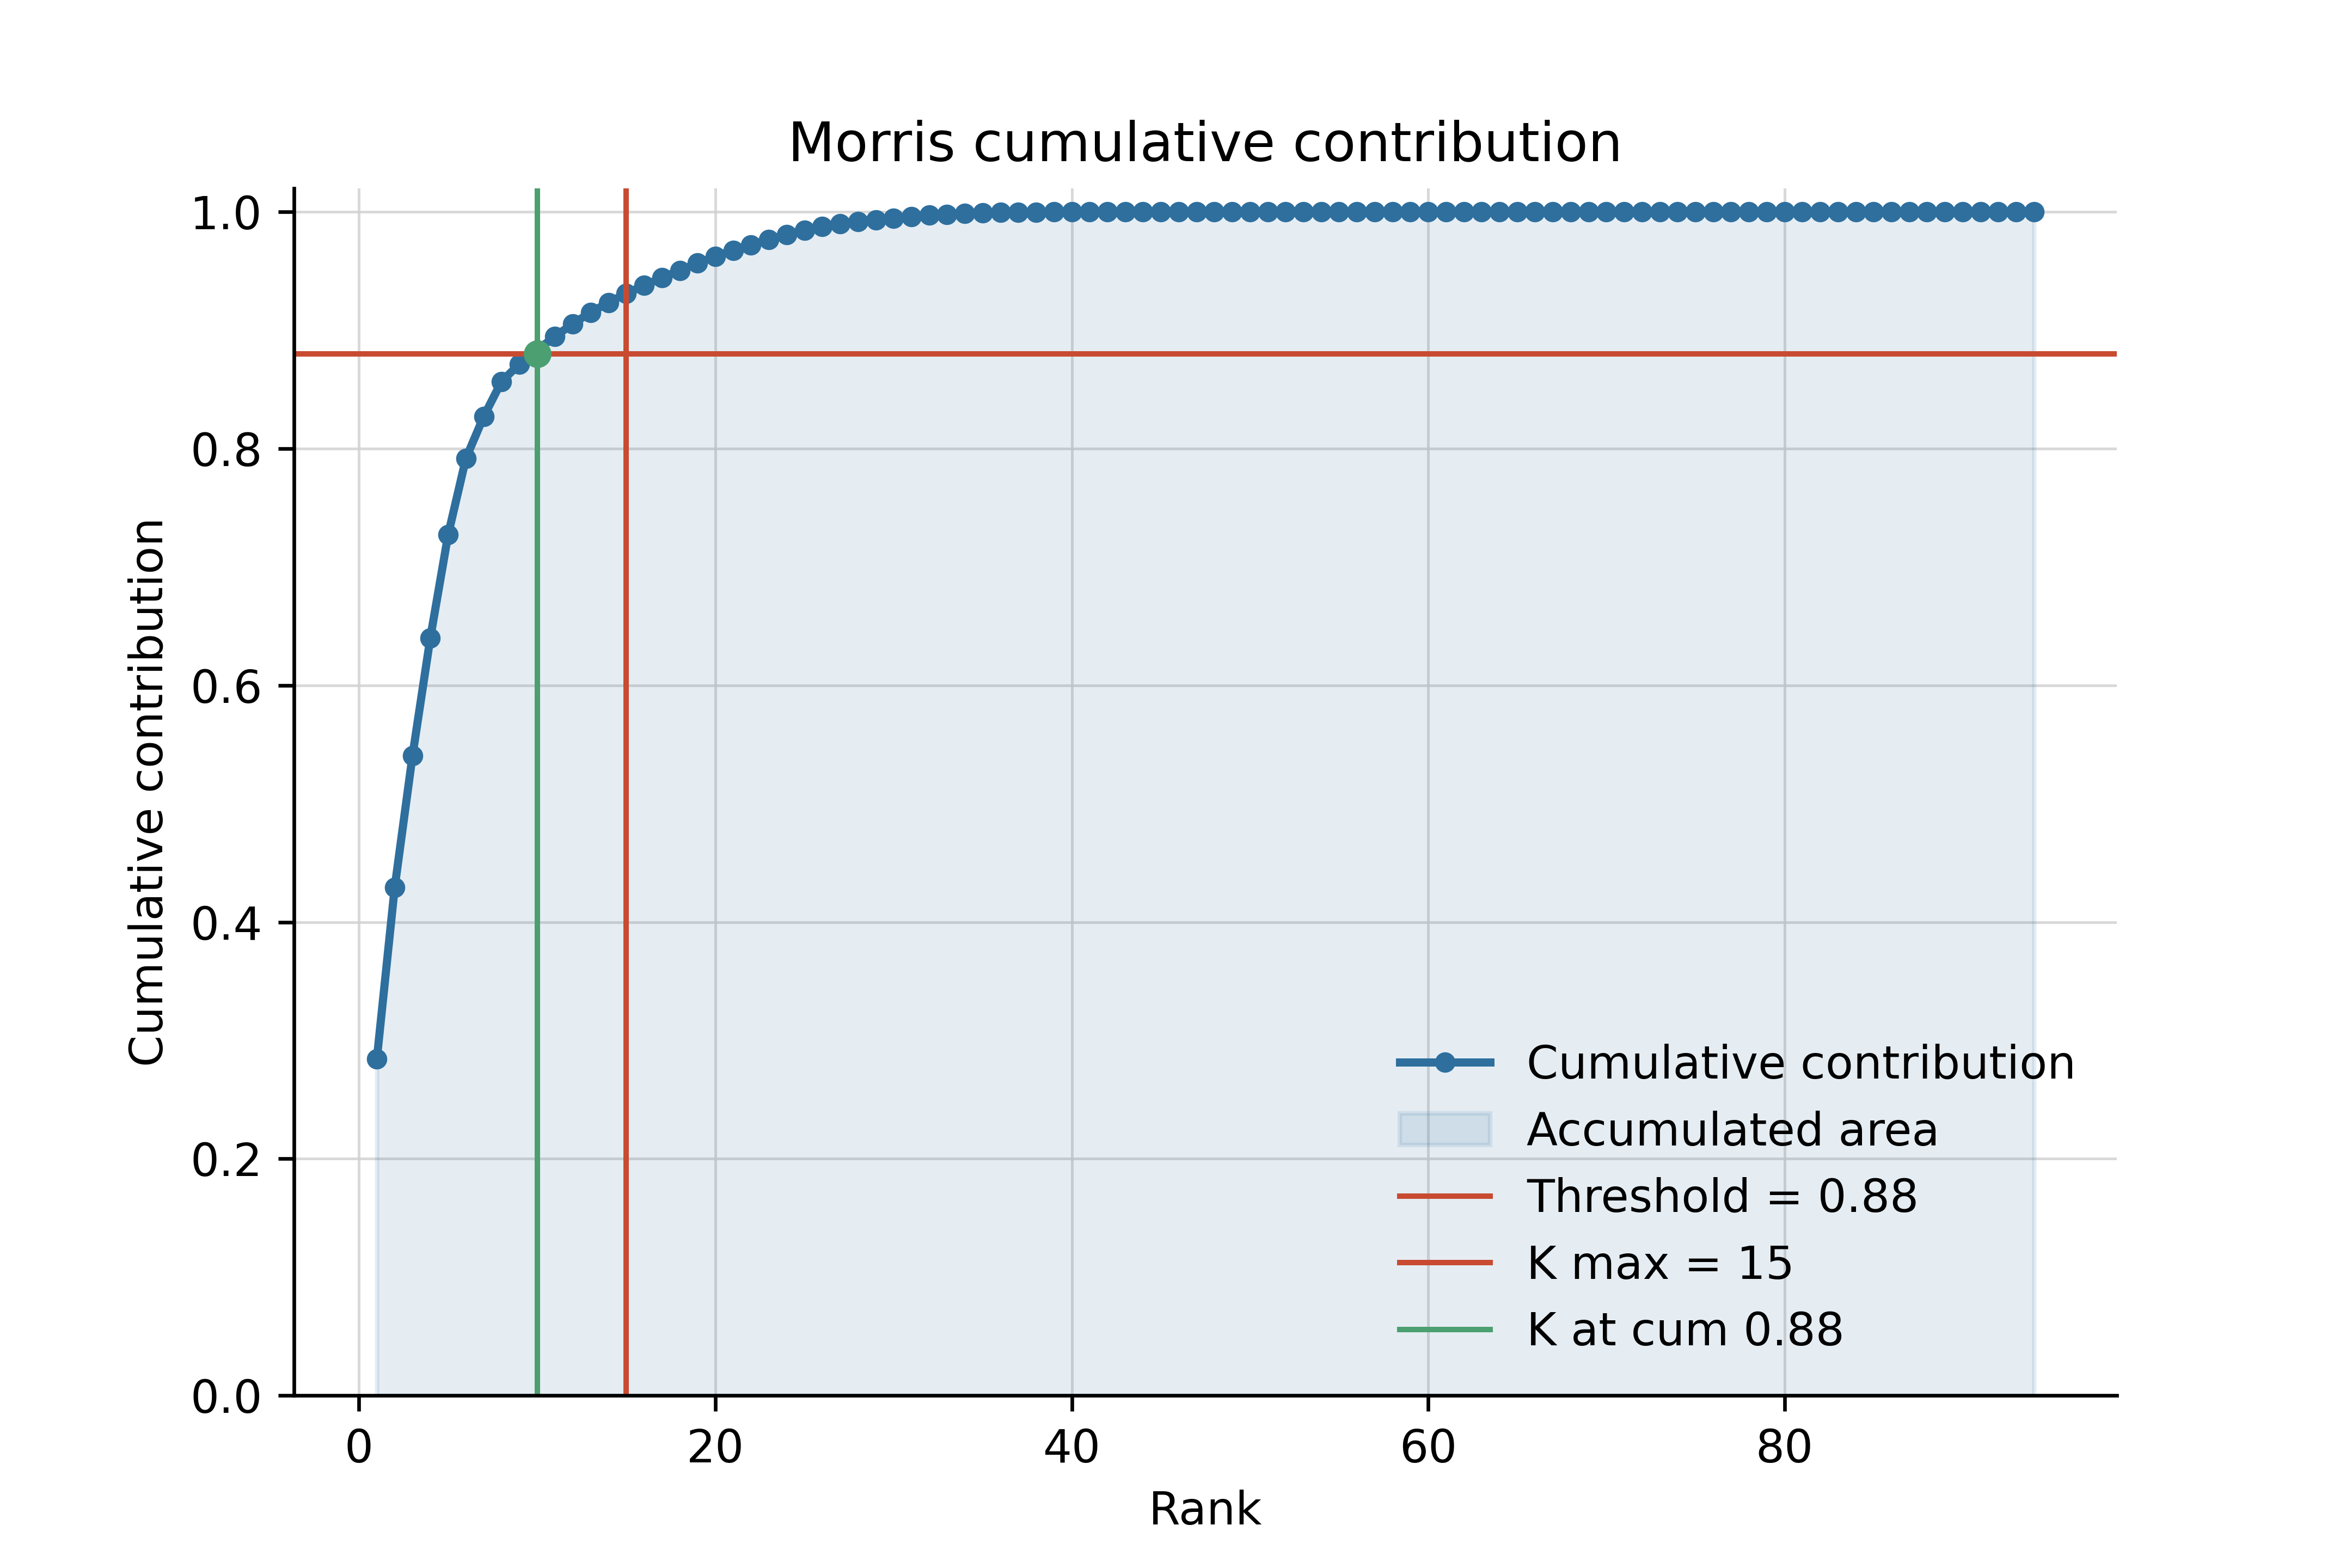 Morris cumulative contribution
1.0
0.8
0.6
0.4
0.2
0.0
Cumulative contribution
0
20
40
60
80
Rank
Cumulative contribution
Accumulated area
Threshold = 0.88
K max = 15
K at cum 0.88